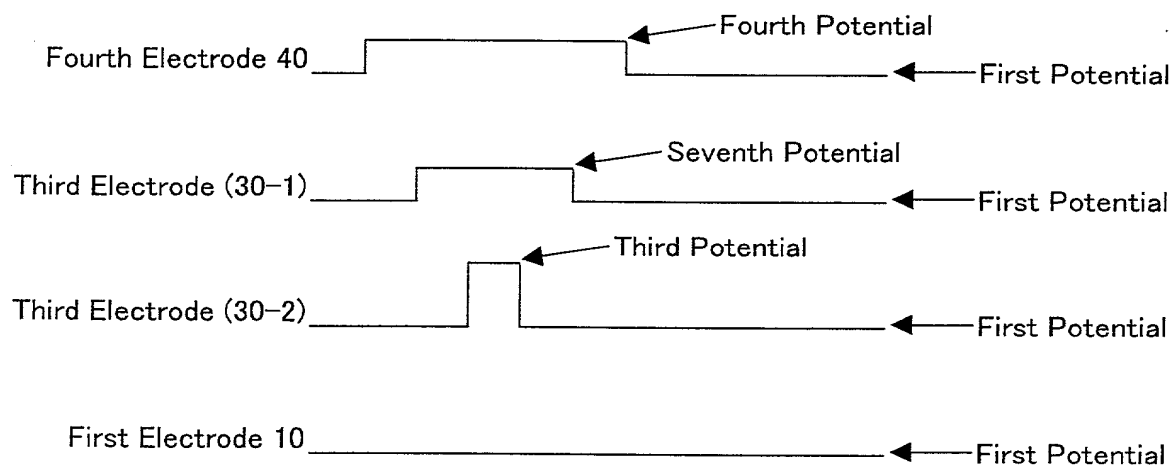 Fourth Potential
Fourth Electrode 40
First Potential
Seventh Potential
Third Electrode (30-1)
First Potential
Third Potential
Third Electrode (30-2)
First Potential
First Electrode 10
First Potential